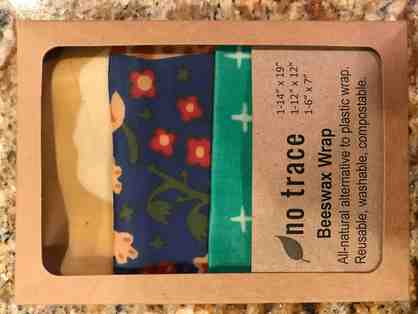 1-14" x 19"
1-12" x 12"
1-6" x 7"
no trace
Beeswax Wrap
All-natural alternative to plastic wrap.
Reusable, washable, compostable.